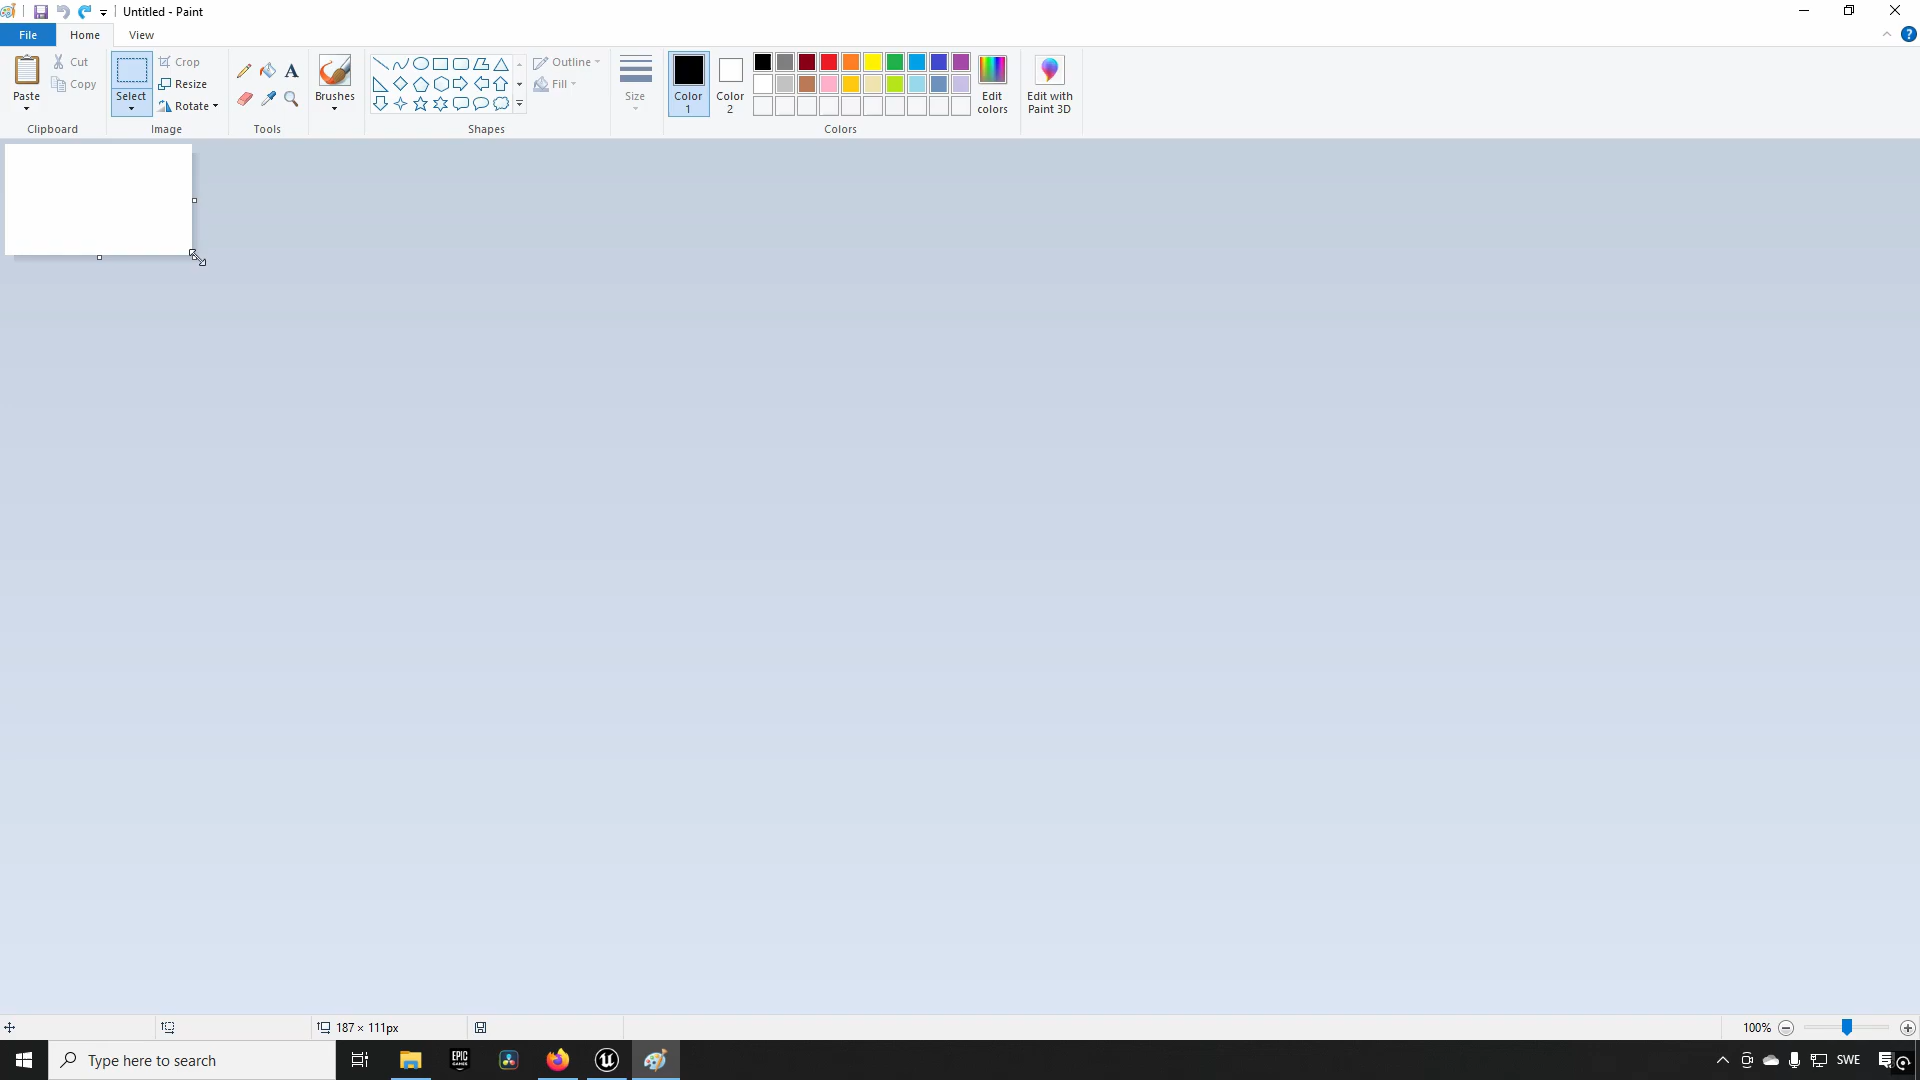 Untitled - Paint
File
Home
View
Paste
Cut
Copy
Clipboard
Select
Crop
Resize
Rotate
Image
Tools
Brushes
Outline
Fill
Shapes
Size
Color 1
Color 2
Edit colors
Colors
Edit with Paint 3D
187 × 111px
100%
Type here to search
EPIC GAMES
SWE